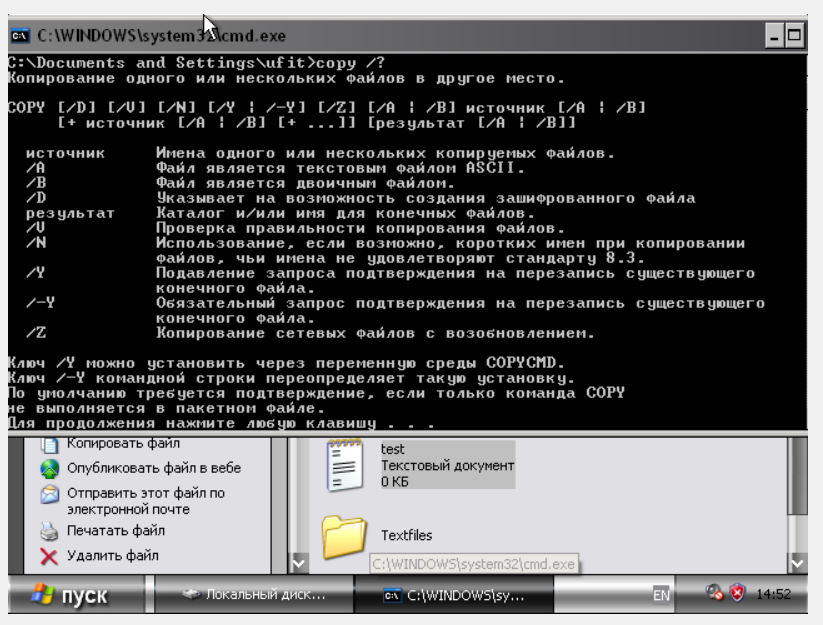 C:\WINDOWS\system32\cmd.exe
C:\Documents and Settings\ufit>copy /?
Копирование одного или нескольких файлов в другое место.
COPY [/D] [/V] [/N] [/Y ¦ /-Y] [/Z] [/A ¦ /B] источник [/A ¦ /B]
[+ источник [/A ¦ /B] [+ ...]] [результат [/A ¦ /B]]
источник Имена одного или нескольких копируемых файлов.
/A Файл является текстовым файлом ASCII.
/B Файл является двоичным файлом.
/D Указывает на возможность создания зашифрованного файла
результат Каталог и/или имя для конечных файлов.
/V Проверка правильности копирования файлов.
/N Использование, если возможно, коротких имен при копировании
файлов, чьи имена не удовлетворяют стандарту 8.3.
/Y Подавление запроса подтверждения на перезапись существующего
конечного файла.
/-Y Обязательный запрос подтверждения на перезапись существующего
конечного файла.
/Z Копирование сетевых файлов с возобновлением.
Ключ /Y можно установить через переменную среды COPYCMD.
Ключ /-Y командной строки переопределяет такую установку.
По умолчанию требуется подтверждение, если только команда COPY
не выполняется в пакетном файле.
Для продолжения нажмите любую клавишу . . .
Копировать файл
Опубликовать файл в вебе
Отправить этот файл по
электронной почте
Печатать файл
Удалить файл
test
Текстовый документ
0 КБ
Textfiles
C:\WINDOWS\system32\cmd.exe
пуск
Локальный диск...
C:\WINDOWS\sy...
EN
14:52